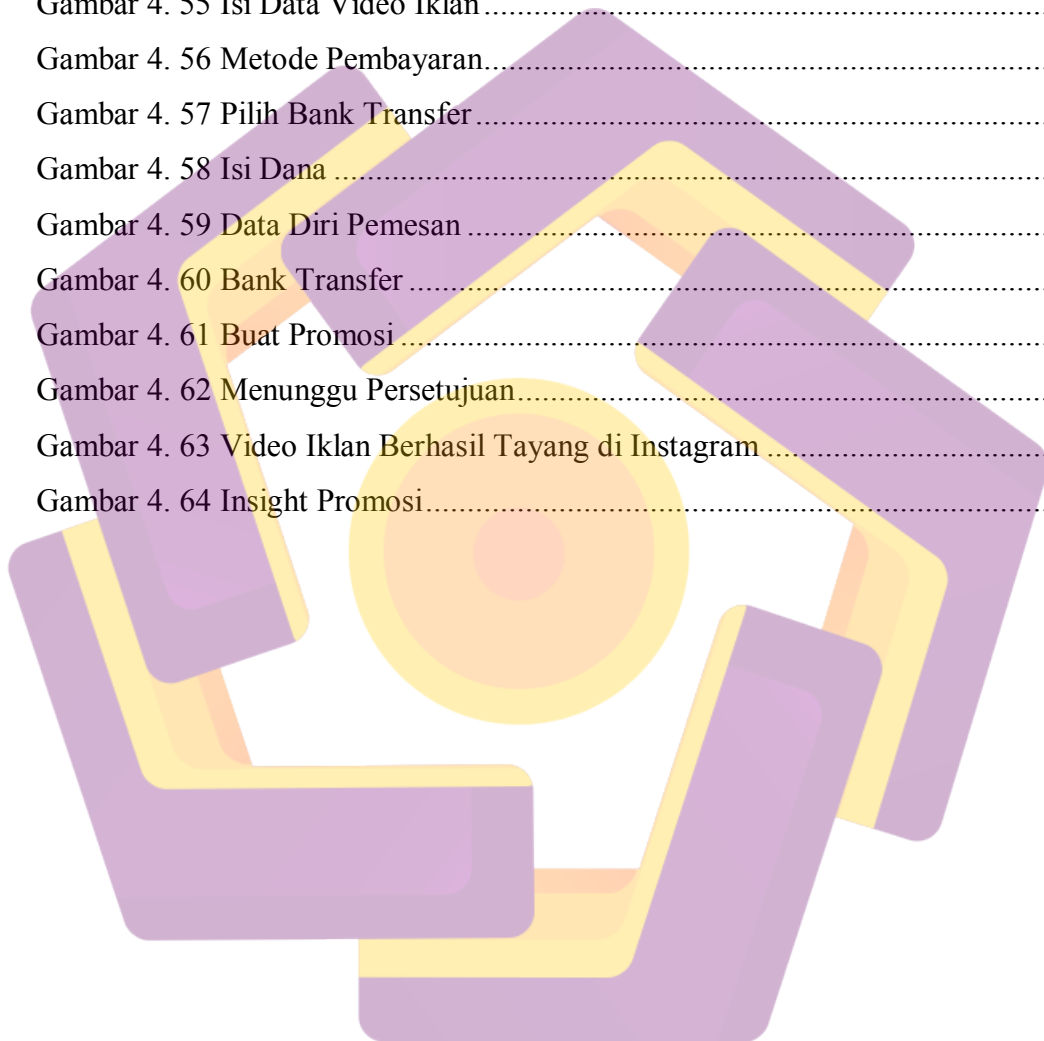 Gambar 4. 55 Isi Data Video Iklan................................................................................
Gambar 4. 56 Metode Pembayaran................................................................................
Gambar 4. 57 Pilih Bank Transfer................................................................................
Gambar 4. 58 Isi Dana................................................................................
Gambar 4. 59 Data Diri Pemesan................................................................................
Gambar 4. 60 Bank Transfer................................................................................
Gambar 4. 61 Buat Promosi................................................................................
Gambar 4. 62 Menunggu Persetujuan................................................................................
Gambar 4. 63 Video Iklan Berhasil Tayang di Instagram........................................
Gambar 4. 64 Insight Promosi................................................................................